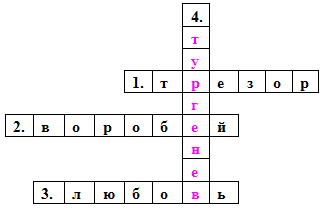 4.
т
у
1. т р е з о р
г
2. в о р о б е й
н
е
3. л ю б о в ь